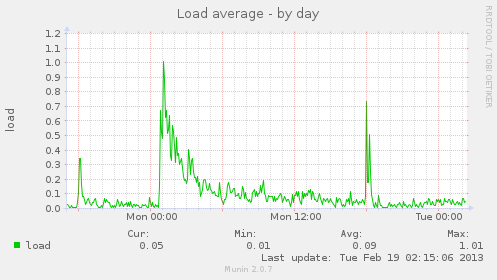 Load average - by day
RRDTOOL / TOBI OETIKER
load
1.2
1.1
1.0
0.9
0.8
0.7
0.6
0.5
0.4
0.3
0.2
0.1
0.0
Mon 00:00 Mon 12:00 Tue 00:00
Cur: Min: Avg: Max:
load 0.05 0.01 0.09 1.01
Last update: Tue Feb 19 02:15:06 2013
Munin 2.0.7